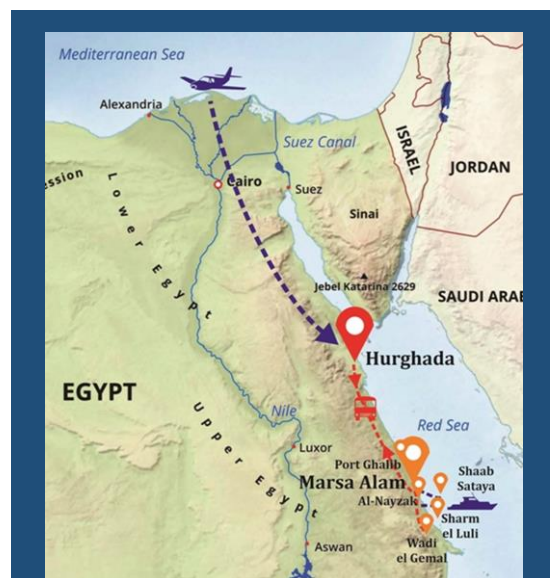 Mediterranean Sea
Alexandria
Suez Canal
ISRAEL
JORDAN
ession
Cairo
Suez
Lower Egypt
Sinai
Jebel Katarina 2629
SAUDI ARAB
Hurghada
EGYPT
Nile
Red Sea
Upper Egypt
Luxor
Port Ghalib
Marsa Alam
Shaab
Sataya
Al-Nayzak
Sharm
el Luli
Wadi
el Gemal
Aswan